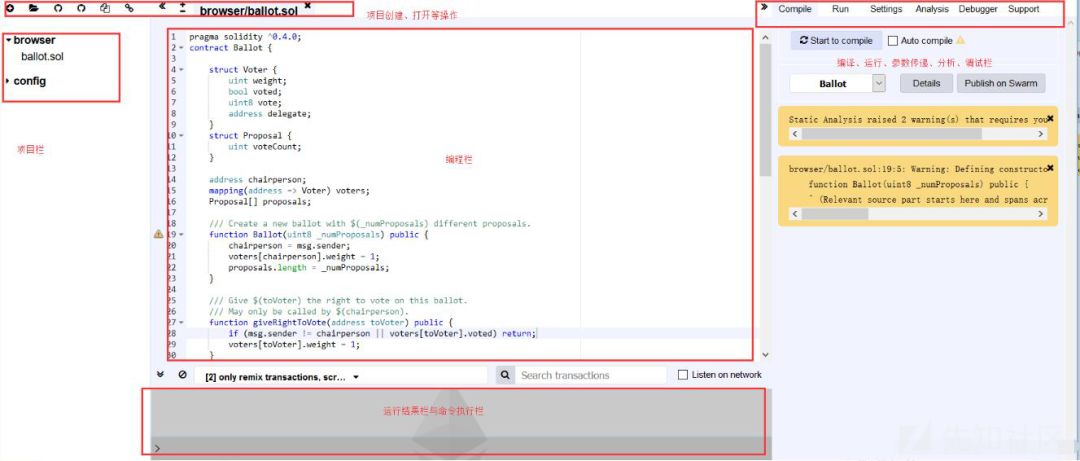 browser/ballot.sol
项目创建、打开等操作
Compile Run Settings Analysis Debugger Support
browser
ballot.sol
config
项目栏
1 pragma solidity ^0.4.0;
2 contract Ballot {
3
4 struct Voter {
5 uint weight;
6 bool voted;
7 uint8 vote;
8 address delegate;
9 }
10 struct Proposal {
11 uint voteCount;
12 }
13
14 address chairperson;
15 mapping(address => Voter) voters;
16 Proposal[] proposals;
17
18 /// Create a new ballot with $(_numProposals) different proposals.
19 function Ballot(uint8 _numProposals) public {
20 chairperson = msg.sender;
21 voters[chairperson].weight = 1;
22 proposals.length = _numProposals;
23 }
24
25 /// Give $(toVoter) the right to vote on this ballot.
26 /// May only be called by $(chairperson).
27 function giveRightToVote(address toVoter) public {
28 if (msg.sender != chairperson || voters[toVoter].voted) return;
29 voters[toVoter].weight = 1;
30 }
编程栏
Start to compile Auto compile
编译、运行、参数传递、分析、调试栏
Ballot Details Publish on Swarm
Static Analysis raised 2 warning(s) that requires you
browser/ballot.sol:19:5: Warning: Defining constructo
function Ballot(uint8 _numProposals) public {
^ (Relevant source part starts here and spans acr
[2] only remix transactions, scr... Search transactions Listen on network
运行结果栏与命令执行栏
>
先知社区